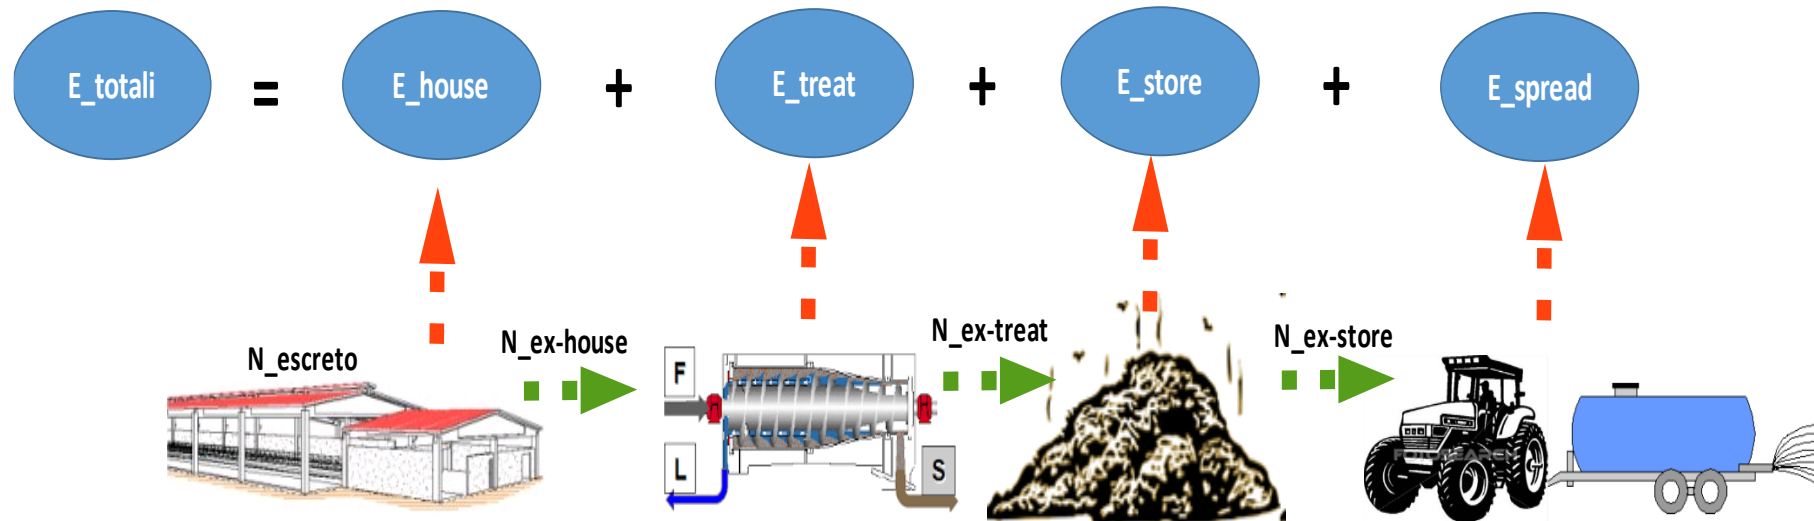 E_totali = E_house + E_treat + E_store + E_spread
N_escreto
N_ex-house
N_ex-treat
N_ex-store
F
L
S